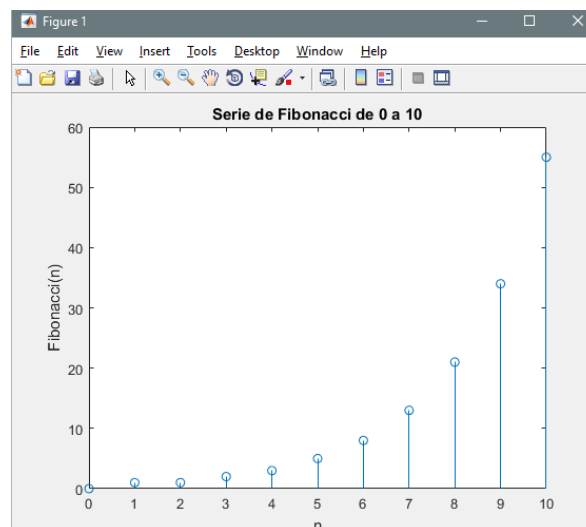 Figure 1
File Edit View Insert Tools Desktop Window Help
Serie de Fibonacci de 0 a 10
60
50
40
30
20
10
0
Fibonacci(n)
0 1 2 3 4 5 6 7 8 9 10
n